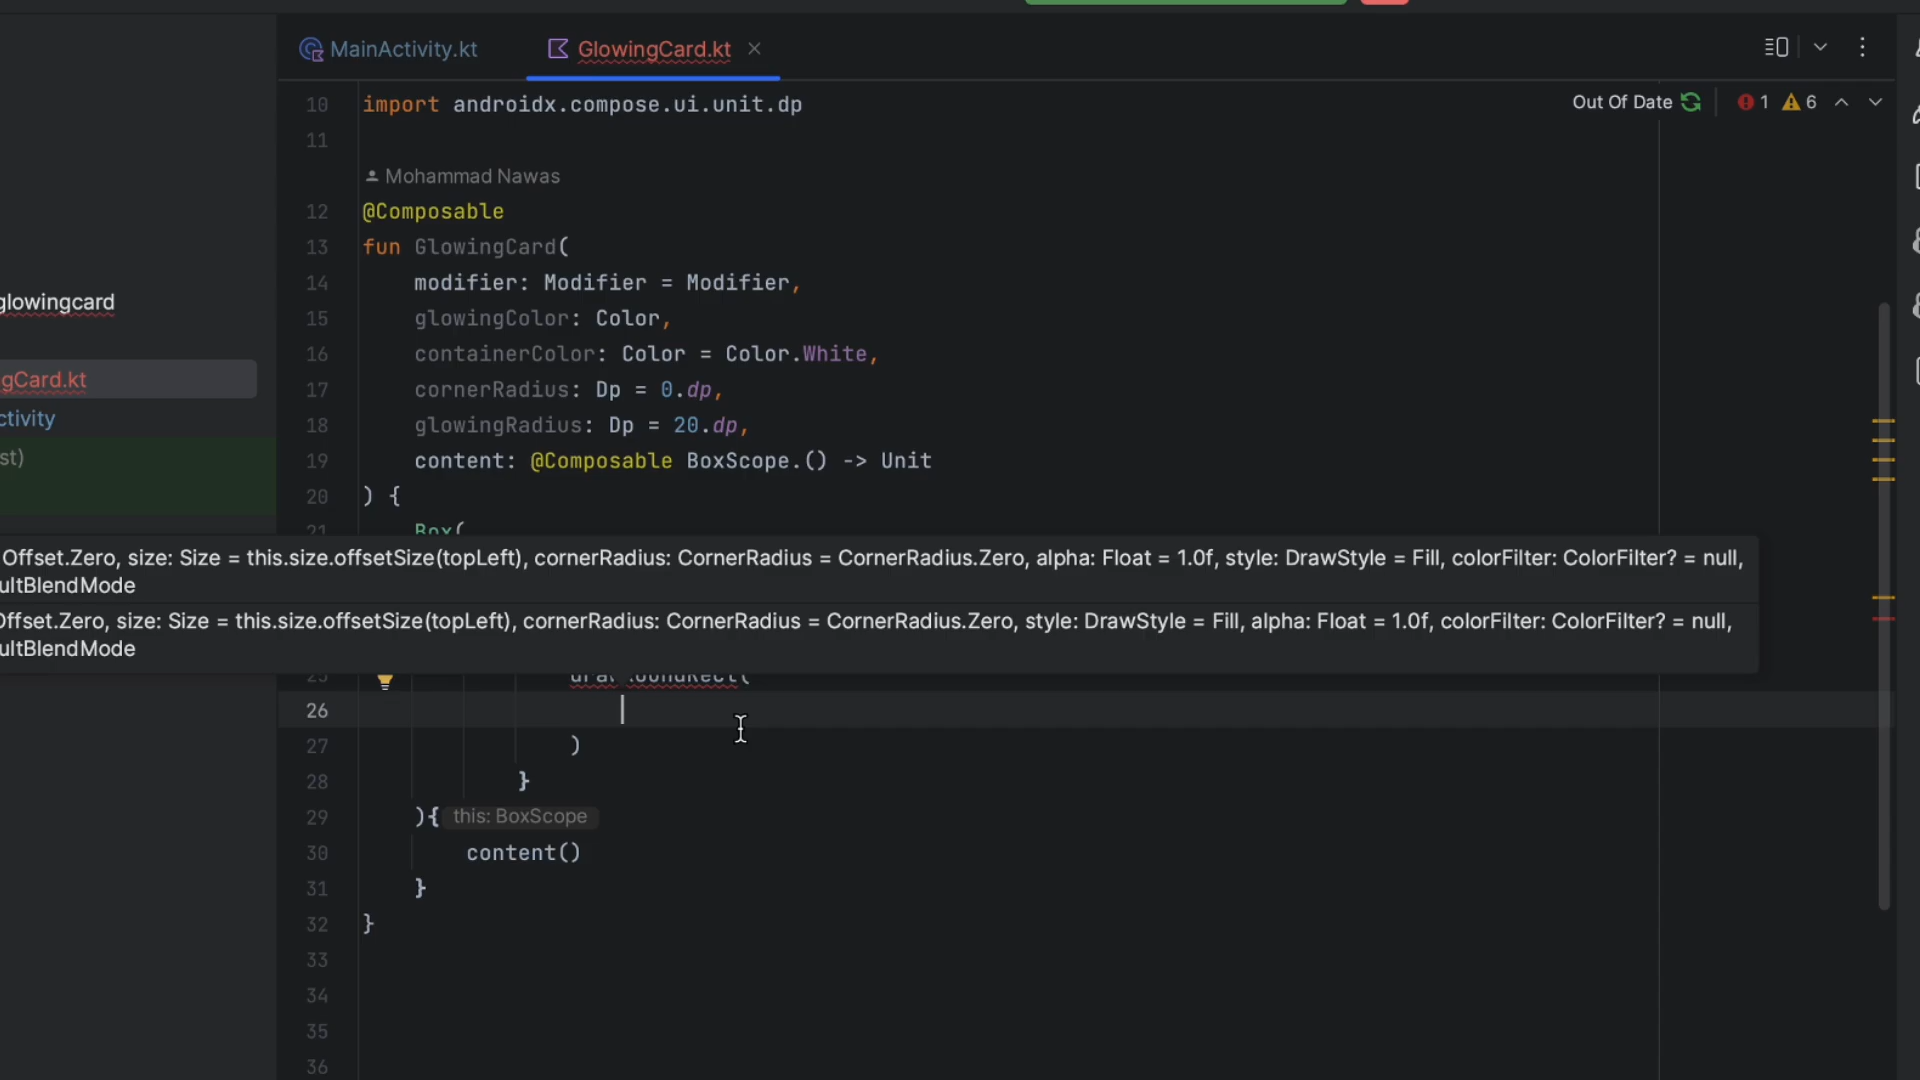 MainActivity.kt
GlowingCard.kt
Out Of Date
1
6
10 import androidx.compose.ui.unit.dp
11
Mohammad Nawas
12 @Composable
13 fun GlowingCard(
14 modifier: Modifier = Modifier,
15 glowingColor: Color,
16 containerColor: Color = Color.White,
17 cornerRadius: Dp = 0.dp,
18 glowingRadius: Dp = 20.dp,
19 content: @Composable BoxScope.() -> Unit
20 ) {
21 Box(
Offset.Zero, size: Size = this.size.offsetSize(topLeft), cornerRadius: CornerRadius = CornerRadius.Zero, alpha: Float = 1.0f, style: DrawStyle = Fill, colorFilter: ColorFilter? = null,
ultBlendMode
Offset.Zero, size: Size = this.size.offsetSize(topLeft), cornerRadius: CornerRadius = CornerRadius.Zero, style: DrawStyle = Fill, alpha: Float = 1.0f, colorFilter: ColorFilter? = null,
ultBlendMode
25
26
27 )
28 }
29 ){ this: BoxScope
30 content()
31 }
32 }
33
34
35
36
glowingcard
gCard.kt
ctivity
st)